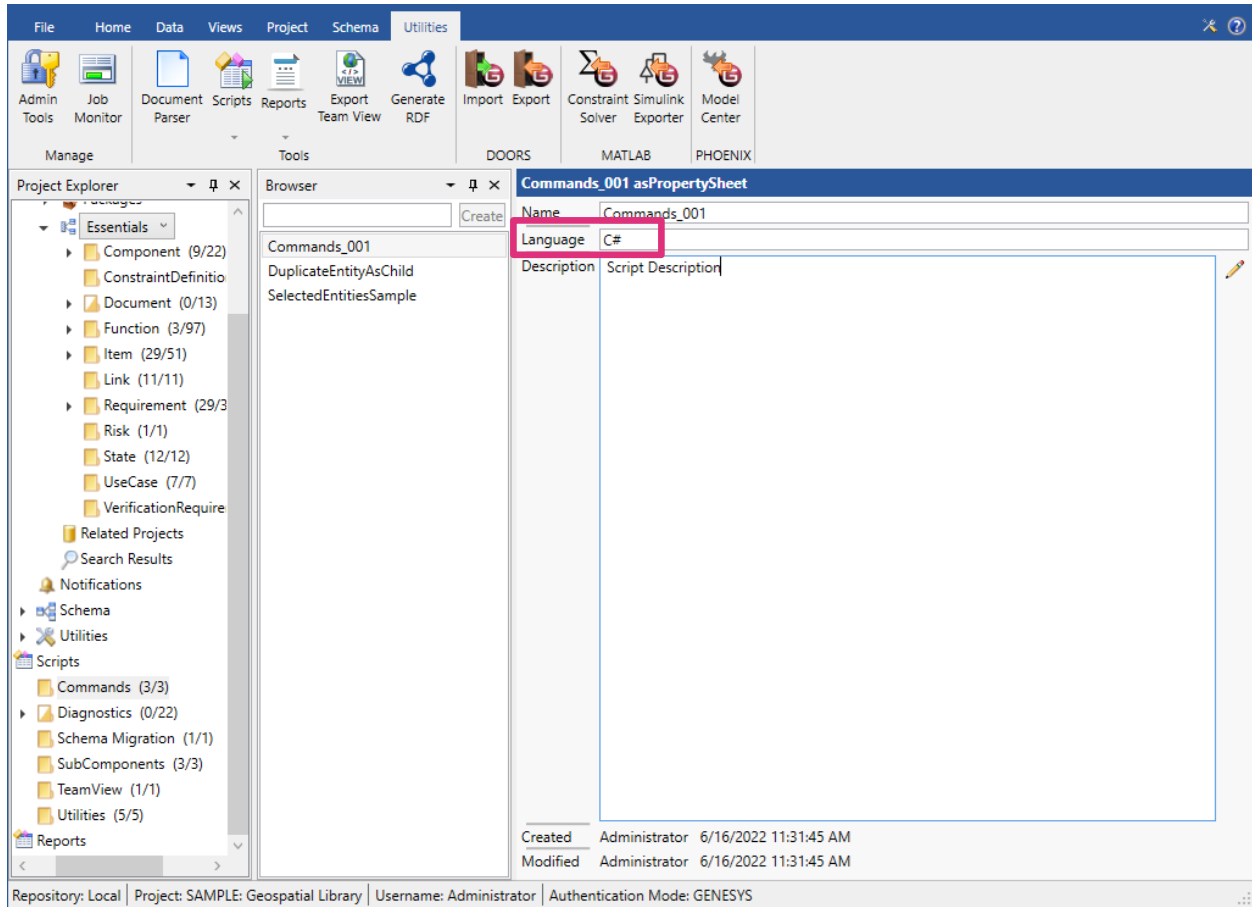 File Home Data Views Project Schema Utilities
Admin Tools
Job Monitor
Document Parser
Scripts
Reports
</> VIEW
Export Team View
Generate RDF
Import
Export
Constraint Solver
Simulink Exporter
Model Center
Manage
Tools
DOORS
MATLAB
PHOENIX
Project Explorer
Packages
Essentials
Component (9/22)
ConstraintDefinitio
Document (0/13)
Function (3/97)
Item (29/51)
Link (11/11)
Requirement (29/3
Risk (1/1)
State (12/12)
UseCase (7/7)
VerificationRequire
Related Projects
Search Results
Notifications
Schema
Utilities
Scripts
Commands (3/3)
Diagnostics (0/22)
Schema Migration (1/1)
SubComponents (3/3)
TeamView (1/1)
Utilities (5/5)
Reports
Browser
Create
Commands_001
DuplicateEntityAsChild
SelectedEntitiesSample
Commands_001 asPropertySheet
Name Commands_001
Language C#
Description Script Description
Created Administrator 6/16/2022 11:31:45 AM
Modified Administrator 6/16/2022 11:31:45 AM
Repository: Local Project: SAMPLE: Geospatial Library Username: Administrator Authentication Mode: GENESYS